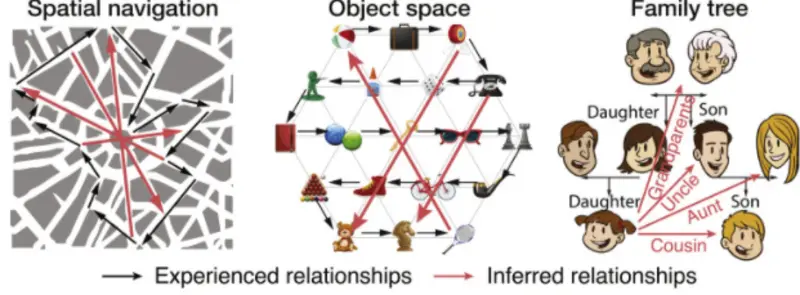 Spatial navigation
Object space
Family tree
Daughter
Son
Grandparents
Uncle
Aunt
Daughter
Son
Cousin
Experienced relationships
Inferred relationships